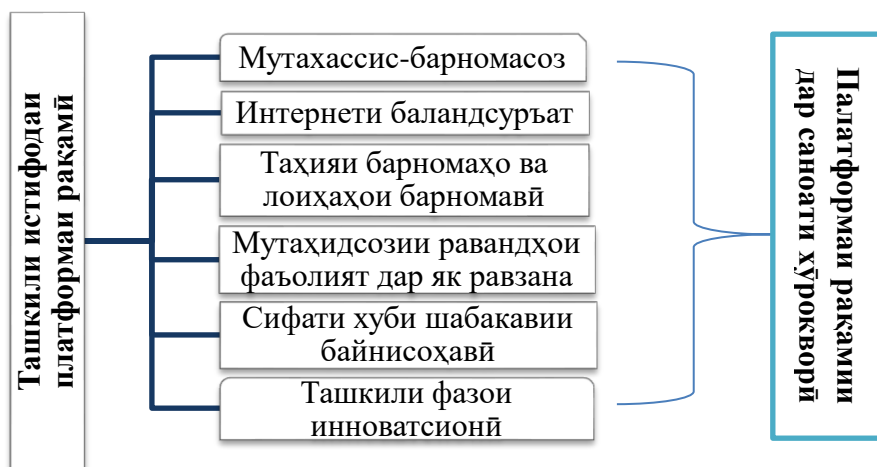 Ташкили истифодаи
платформаи рақамӣ
Мутахассис-барномасоз
Интернети баландсуръат
Таҳияи барномаҳо ва
лоиҳаҳои барномавӣ
Мутаҳидсозии равандҳои
фаъолият дар як равзана
Сифати хуби шабакавии
байнисоҳавӣ
Ташкили фазои
инноватсионӣ
Палатформаи рақамии
дар саноати хӯрокворӣ